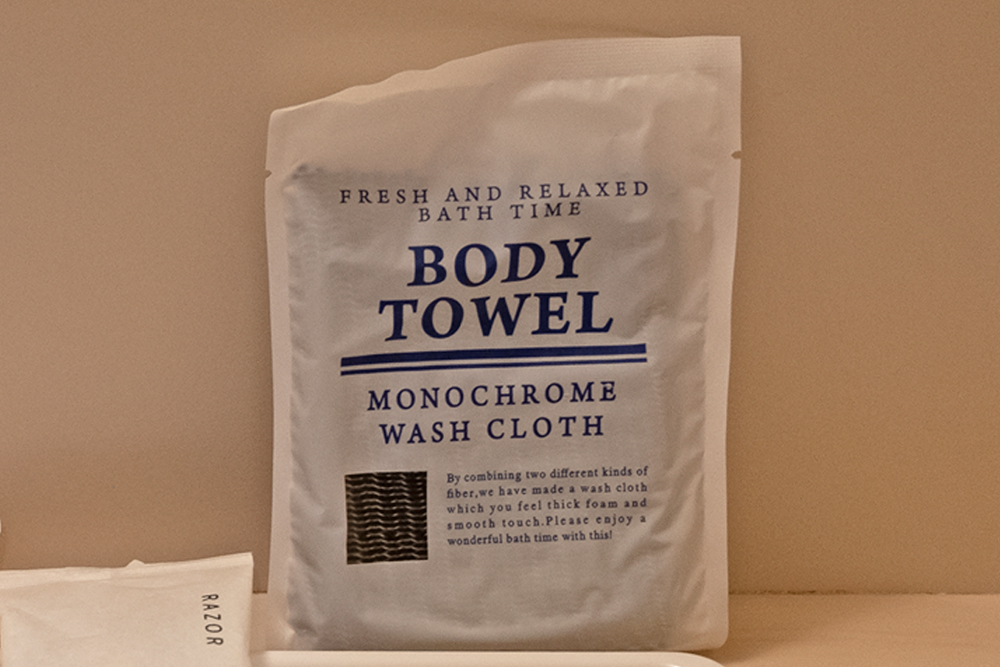 FRESH AND RELAXED
BATH TIME
BODY
TOWEL
MONOCHROME
WASH CLOTH
By combining two different kinds of
fiber,we have made a wash cloth
which you feel thick foam and
smooth touch.Please enjoy a
wonderful bath time with this!
RAZOR